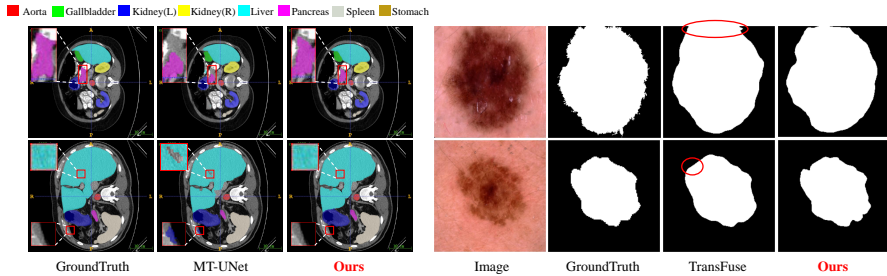 Aorta Gallbladder Kidney(L) Kidney(R) Liver Pancreas Spleen Stomach
A A A
R L R L R L
P P P
GroundTruth MT-UNet Ours Image GroundTruth TransFuse Ours